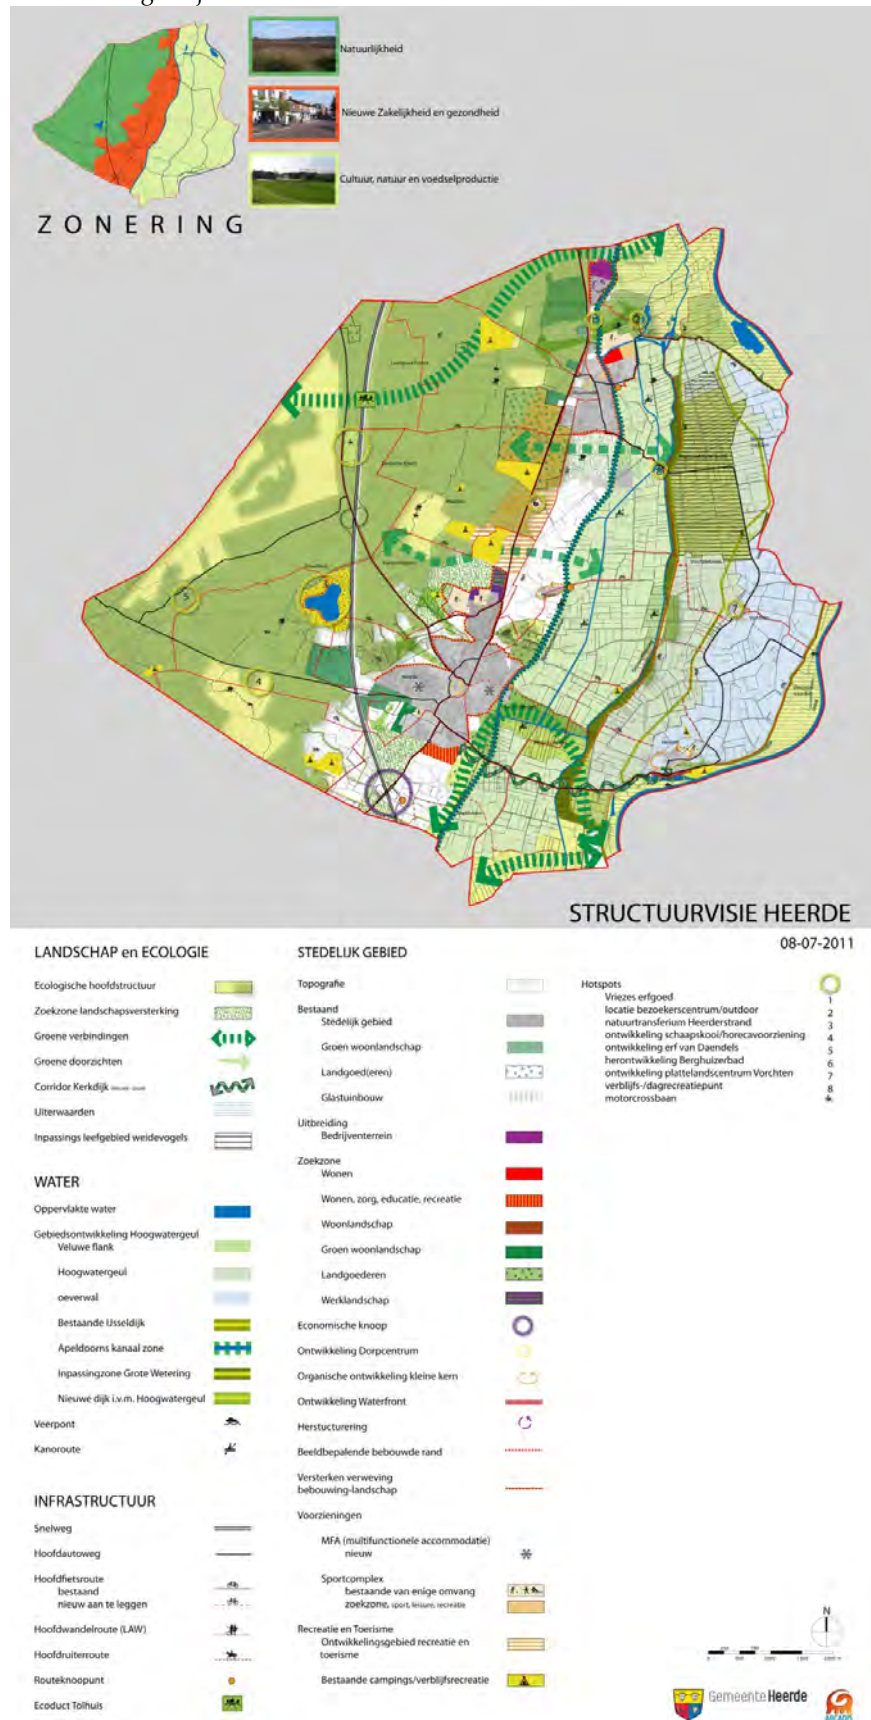 Natuurlijkheid
Nieuwe Zakelijkheid en gezondheid
Cultuur, natuur en voedselproductie
ZONERING
STRUCTUURVISIE HEERDE
08-07-2011
LANDSCHAP en ECOLOGIE
Ecologische hoofdstructuur
Zoekzone landschapsversterking
Groene verbindingen
Groene doorzichten
Corridor Kerkdijk
Uiterwaarden
Inpassings leefgebied weidevogels
WATER
Oppervlakte water
Gebiedsontwikkeling Hoogwatergeul
Veluwe flank
Hoogwatergeul
oeverwal
Bestaande IJsseldijk
Apeldoorns kanaal zone
Inpassingzone Grote Wetering
Nieuwe dijk i.v.m. Hoogwatergeul
Veerpont
Kanoroute
INFRASTRUCTUUR
Snelweg
Hoofdautoweg
Hoofdfietsroute
bestaand
nieuw aan te leggen
Hoofdwandelroute (LAW)
Hoofdruiterroute
Routeknoopunt
Ecoduct Tolhuis
STEDELIJK GEBIED
Topografie
Bestaand
Stedelijk gebied
Groen woonlandschap
Landgoed(eren)
Glastuinbouw
Uitbreiding
Bedrijventerrein
Zoekzone
Wonen
Wonen, zorg, educatie, recreatie
Woonlandschap
Groen woonlandschap
Landgoederen
Werklandschap
Economische knoop
Ontwikkeling Dorpcentrum
Organische ontwikkeling kleine kern
Ontwikkeling Waterfront
Herstucturering
Beeldbepalende bebouwde rand
Versterken verweving
bebouwing-landschap
Voorzieningen
MFA (multifunctionele accommodatie)
nieuw
Sportcomplex
bestaande van enige omvang
zoekzone, sport, leisure, recreatie
Recreatie en Toerisme
Ontwikkelingsgebied recreatie en
toerisme
Bestaande campings/verblijfsrecreatie
Hotspots
Vriezes erfgoed 1
locatie bezoekerscentrum/outdoor 2
natuurtransferium Heerderstrand 3
ontwikkeling schaapskooi/horecavoorziening 4
ontwikkeling erf van Daendels 5
herontwikkeling Berghuizerbad 6
ontwikkeling plattelandscentrum Vorchten 7
verblijfs-/dagrecreatiepunt 8
motorcrossbaan
N
Gemeente Heerde
ARCADIS